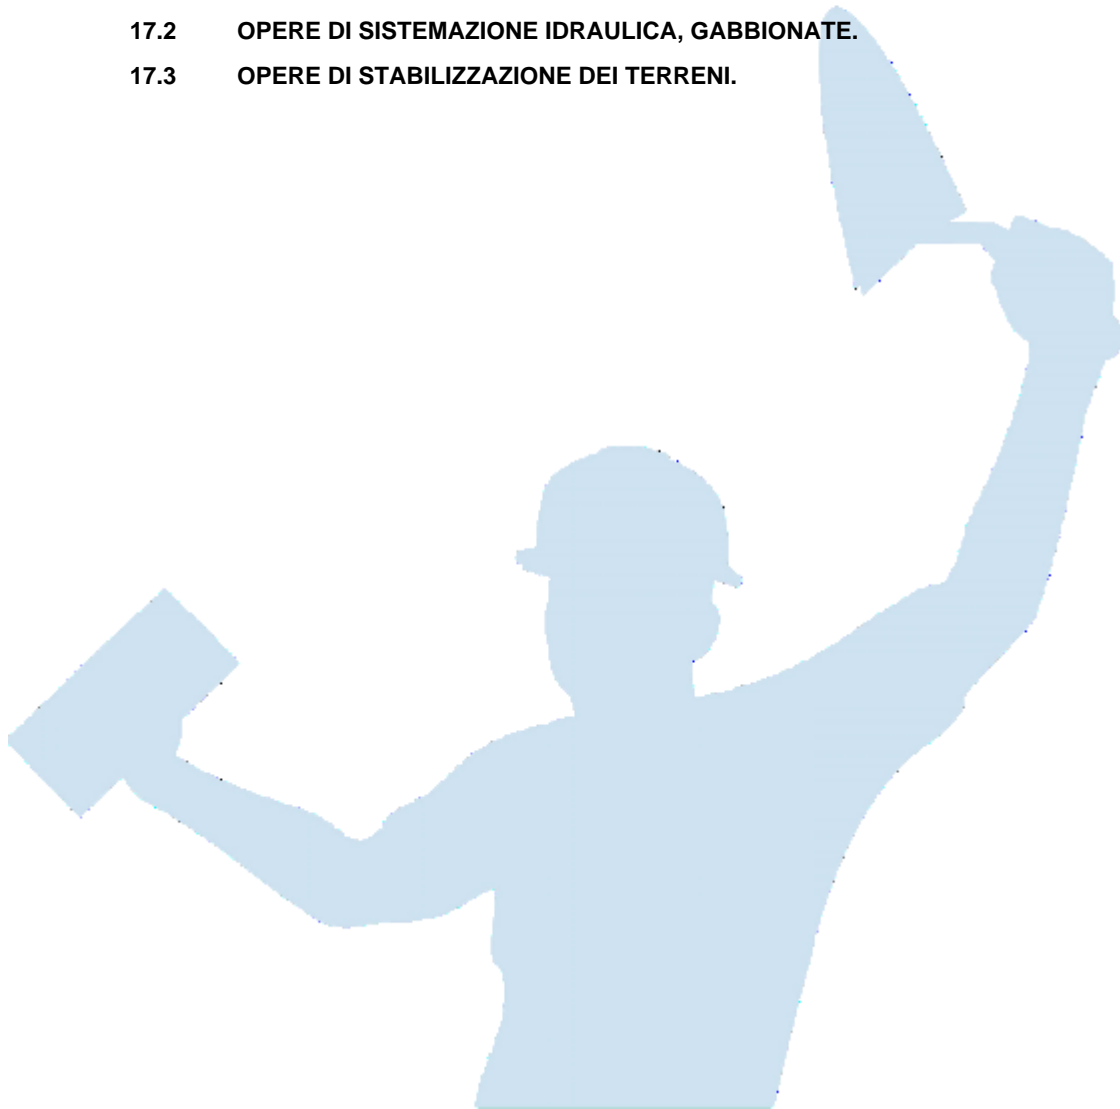 17.2 OPERE DI SISTEMAZIONE IDRAULICA, GABBIONATE.
17.3 OPERE DI STABILIZZAZIONE DEI TERRENI.